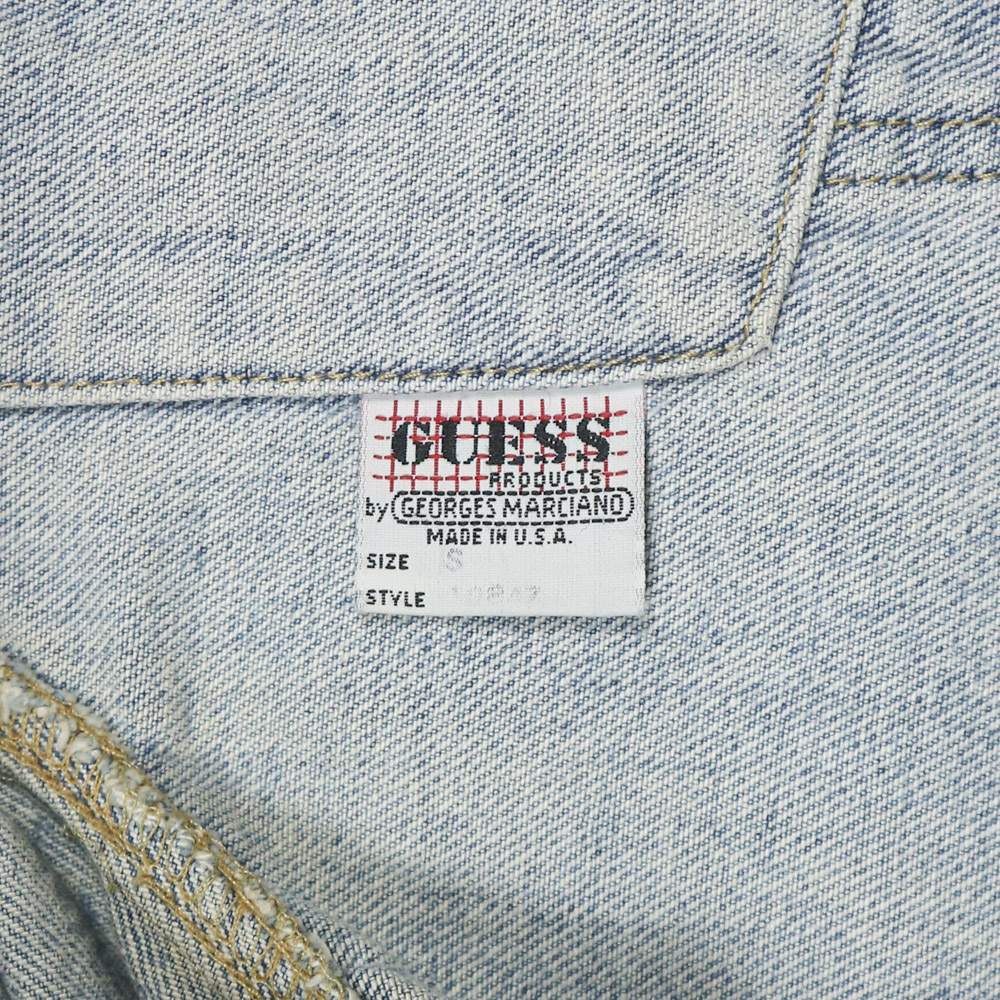 GUESS
PRODUCTS
by GEORGES MARCIANO
MADE IN U.S.A.
SIZE S
STYLE